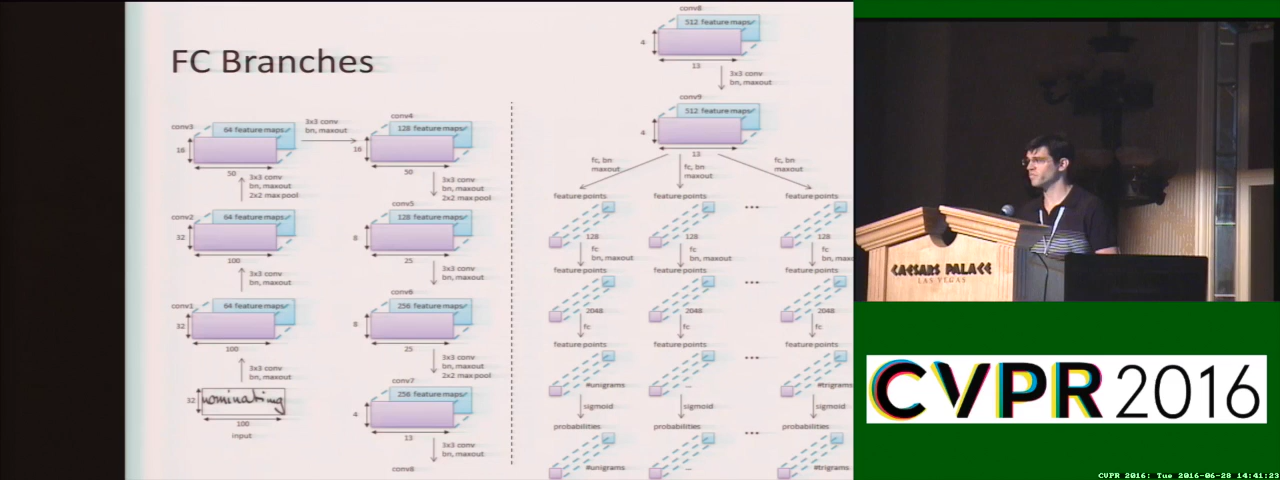 FC Branches
conv3
64 feature maps
16
50
3x3 conv
bn, maxout
conv4
128 feature maps
16
50
3x3 conv
bn, maxout
2x2 max pool
3x3 conv
bn, maxout
2x2 max pool
conv2
64 feature maps
32
100
conv5
128 feature maps
8
25
3x3 conv
bn, maxout
3x3 conv
bn, maxout
conv1
64 feature maps
32
100
conv6
256 feature maps
8
25
3x3 conv
bn, maxout
3x3 conv
bn, maxout
2x2 max pool
32
nominating
100
input
conv7
256 feature maps
4
13
3x3 conv
bn, maxout
conv8
conv8
512 feature maps
4
13
3x3 conv
bn, maxout
conv9
512 feature maps
4
13
fc, bn
maxout
fc, bn
maxout
fc, bn
maxout
feature points
feature points
...
feature points
128
128
128
fc
bn, maxout
fc
bn, maxout
fc
bn, maxout
feature points
feature points
...
feature points
2048
2048
2048
fc
fc
fc
feature points
feature points
...
feature points
#unigrams
...
#trigrams
sigmoid
sigmoid
sigmoid
probabilities
probabilities
...
probabilities
#unigrams
...
#trigrams
CAESARS PALACE
LAS VEGAS
CVPR 2016
CVPR 2016: Tue 2016-06-28 14:41:23